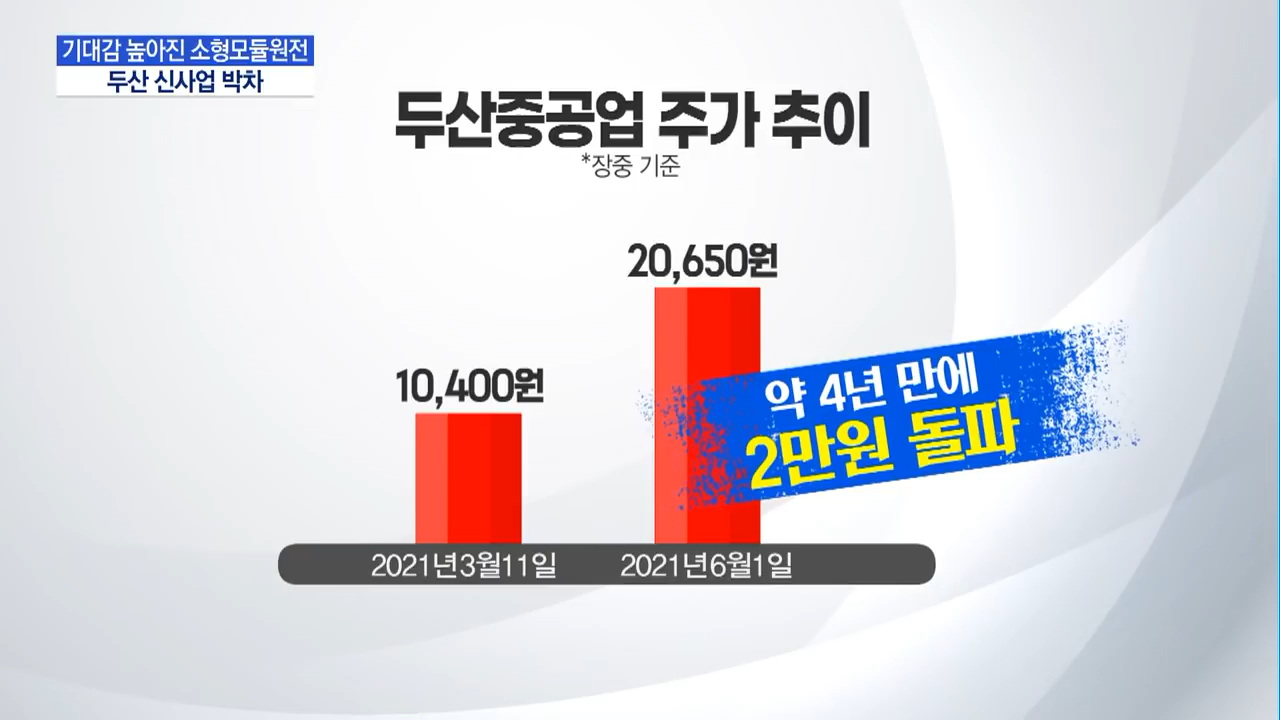 기대감 높아진 소형모듈원전
두산 신사업 박차
두산중공업 주가 추이
*장중 기준
20,650원
10,400원
약 4년 만에
2만원 돌파
2021년3월11일
2021년6월1일